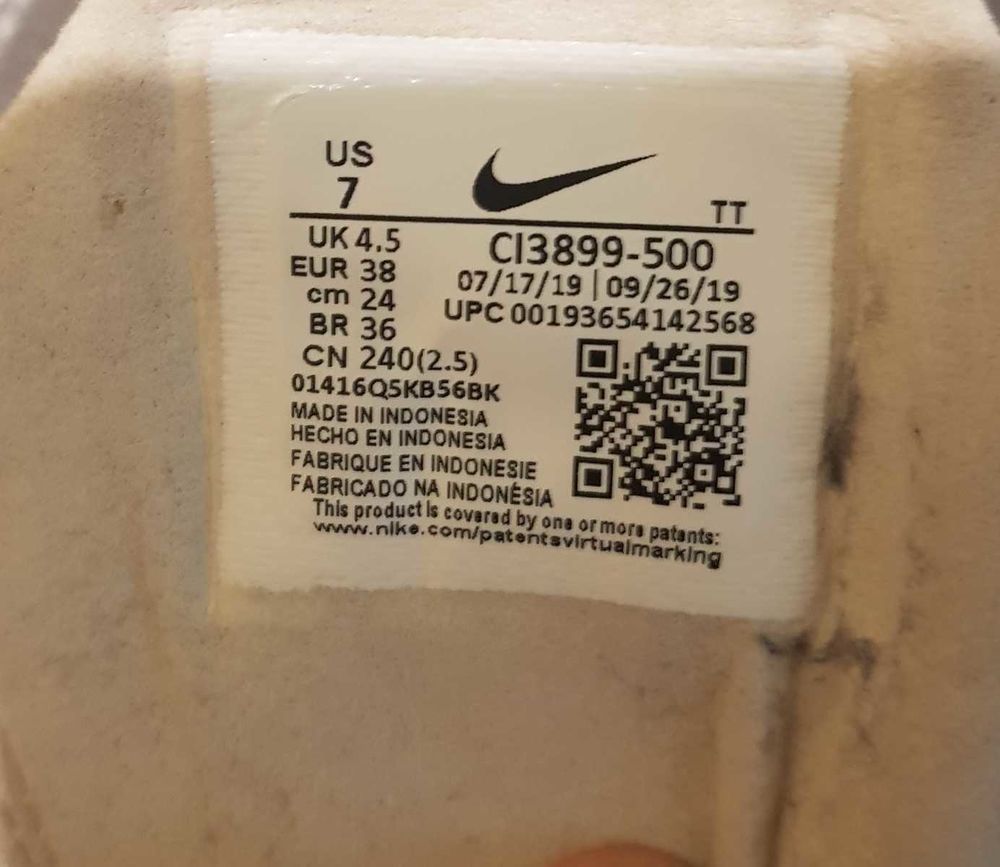 US
7
TT
UK 4.5
EUR 38
cm 24
BR 36
CN 240(2.5)
CI3899-500
07/17/19 | 09/26/19
UPC 00193654142568
01416Q5KB56BK
MADE IN INDONESIA
HECHO EN INDONESIA
FABRIQUE EN INDONESIE
FABRICADO NA INDONÉSIA
This product is covered by one or more patents:
www.nike.com/patentsvirtualmarking